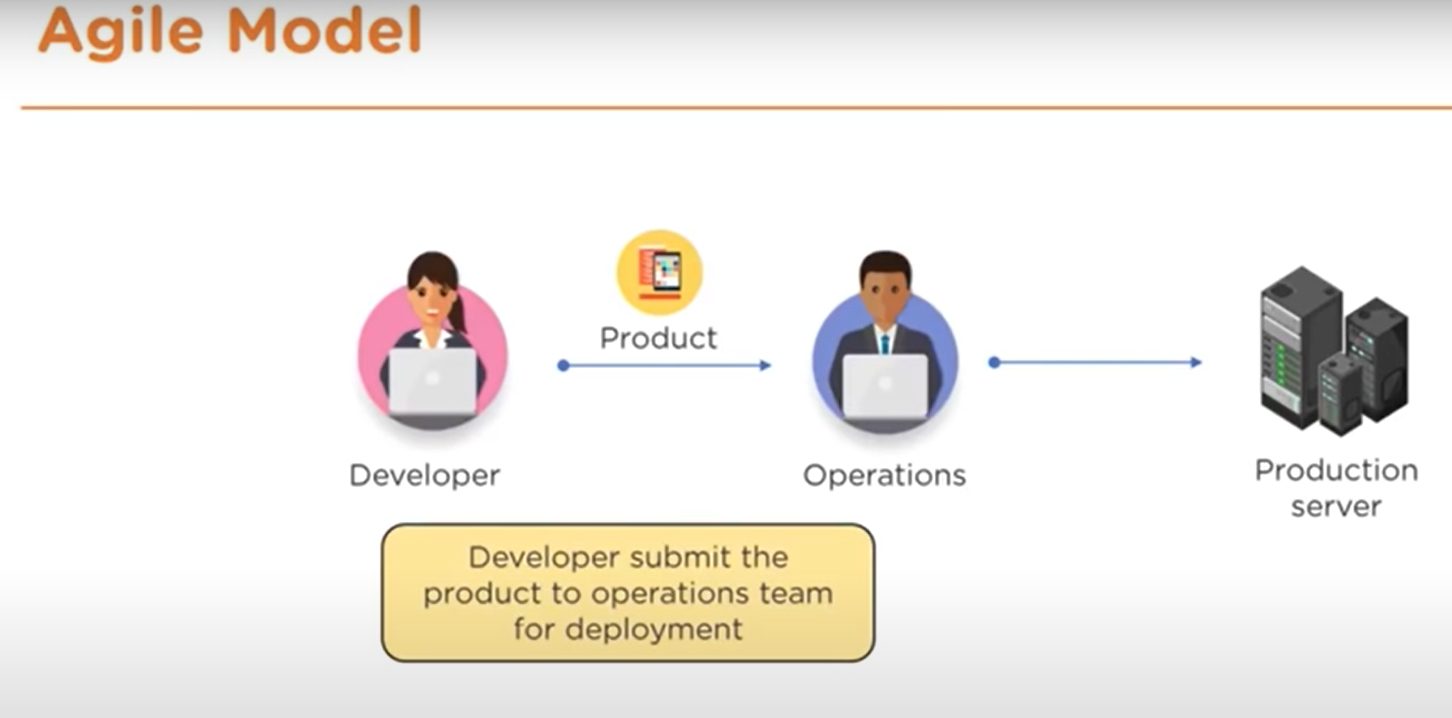 Agile Model
Product
Developer
Operations
Production
server
Developer submit the
product to operations team
for deployment